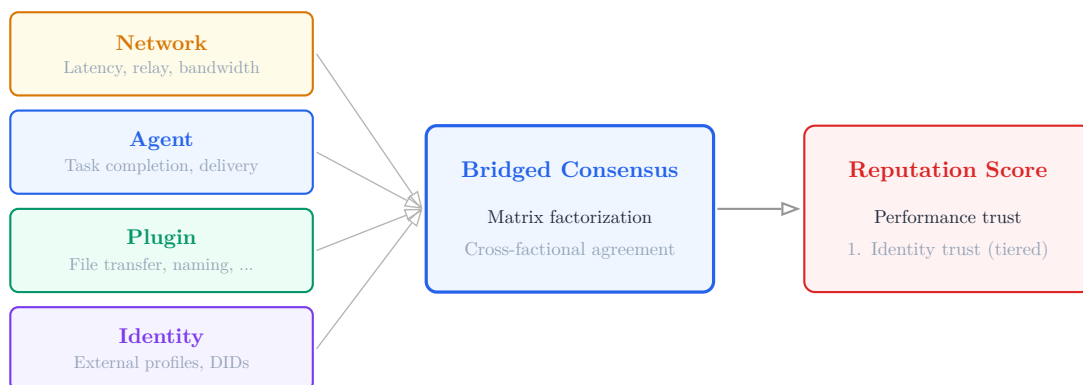 Network
Latency, relay, bandwidth
Agent
Task completion, delivery
Plugin
File transfer, naming, ...
Identity
External profiles, DIDs
Bridged Consensus
Matrix factorization
Cross-factional agreement
Reputation Score
Performance trust
1. Identity trust (tiered)